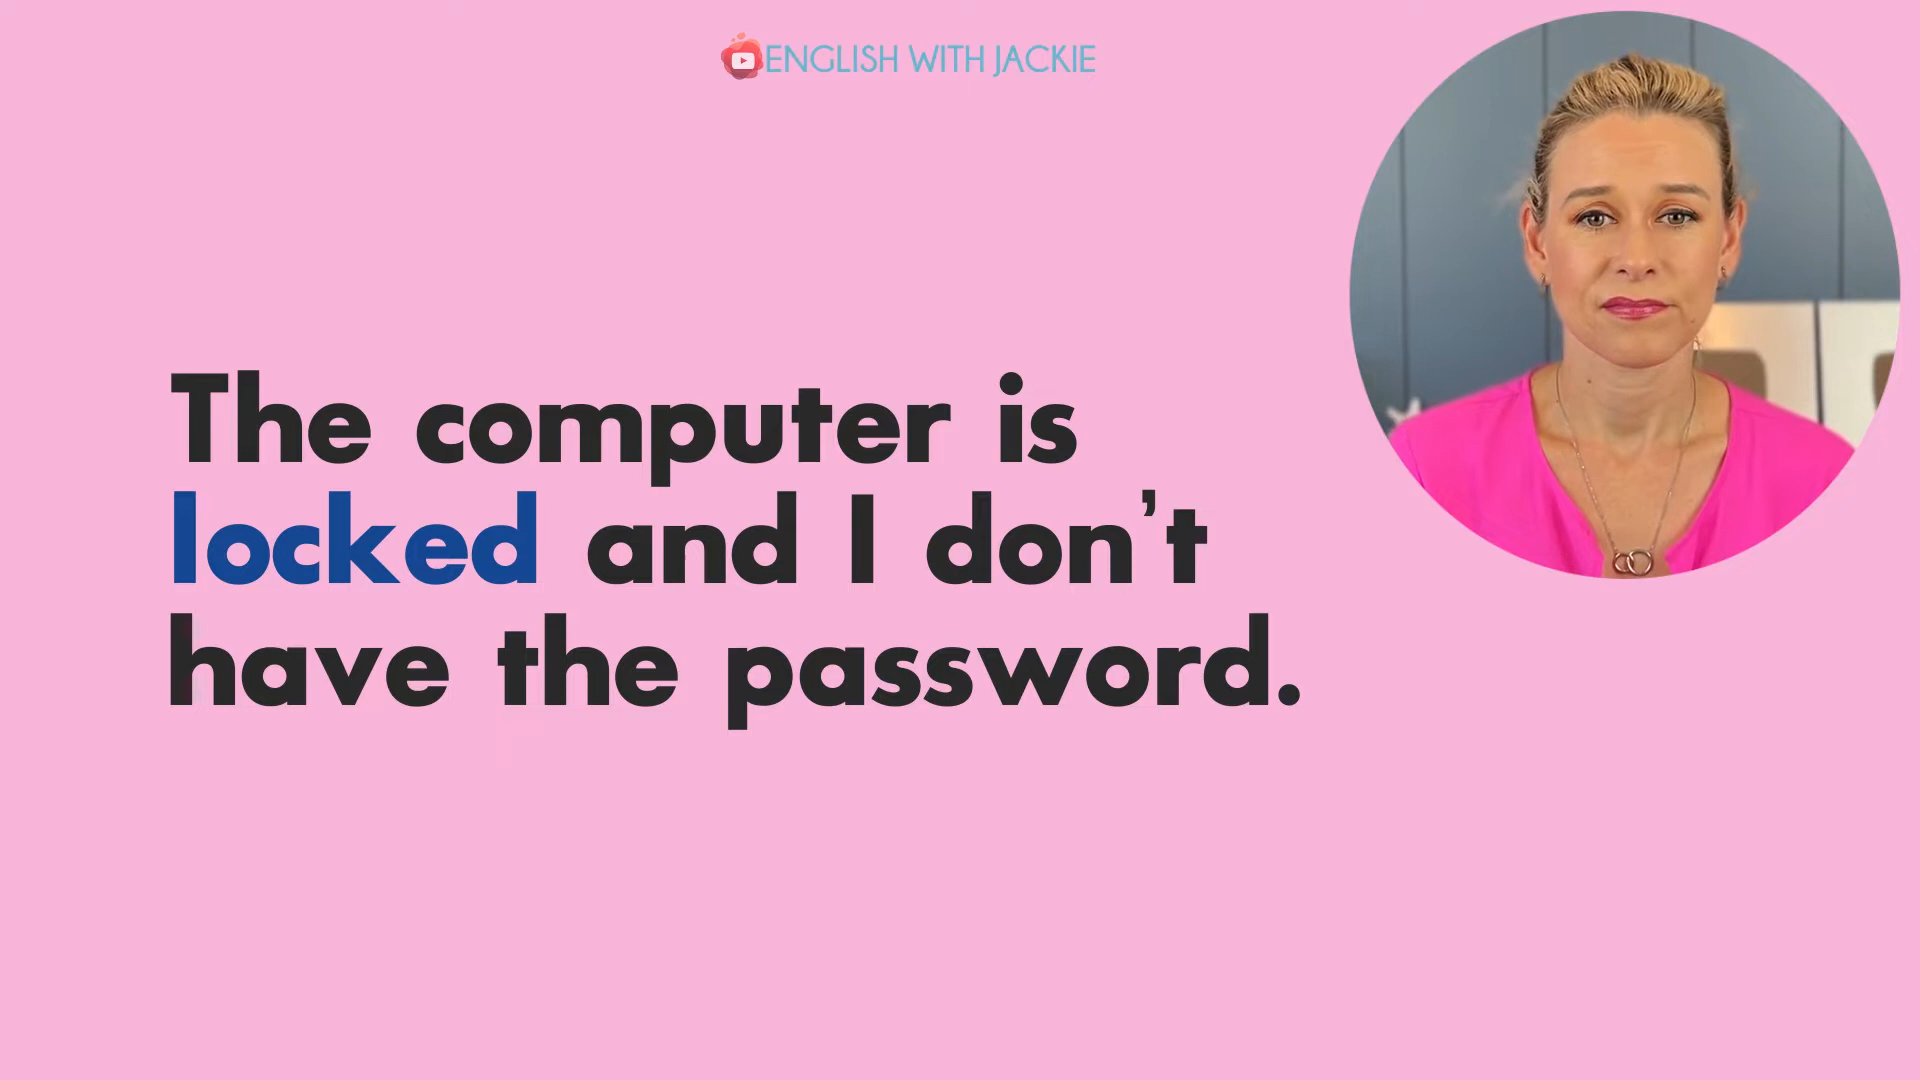 ENGLISH WITH JACKIE
The computer is
locked and I don't
have the password.